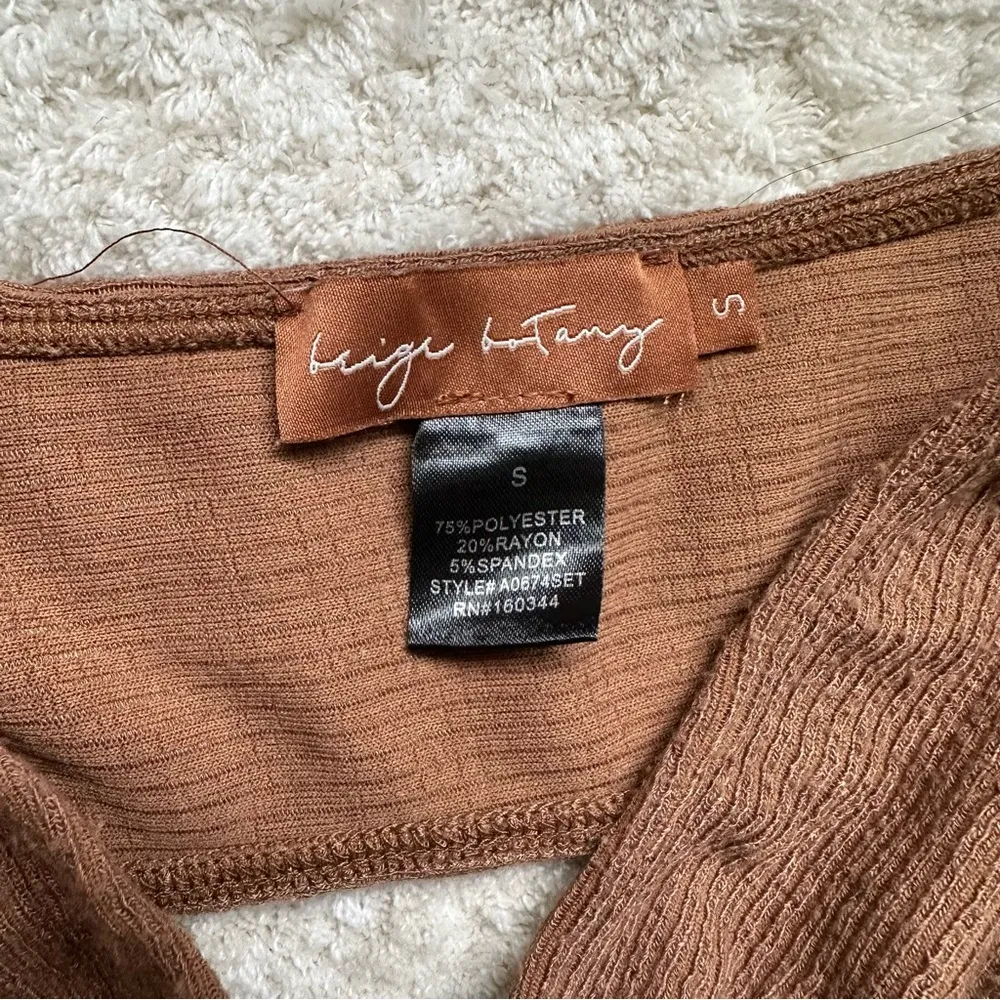 beige boTany
S
S
75%POLYESTER
20%RAYON
5%SPANDEX
STYLE# A0674SET
RN#160344